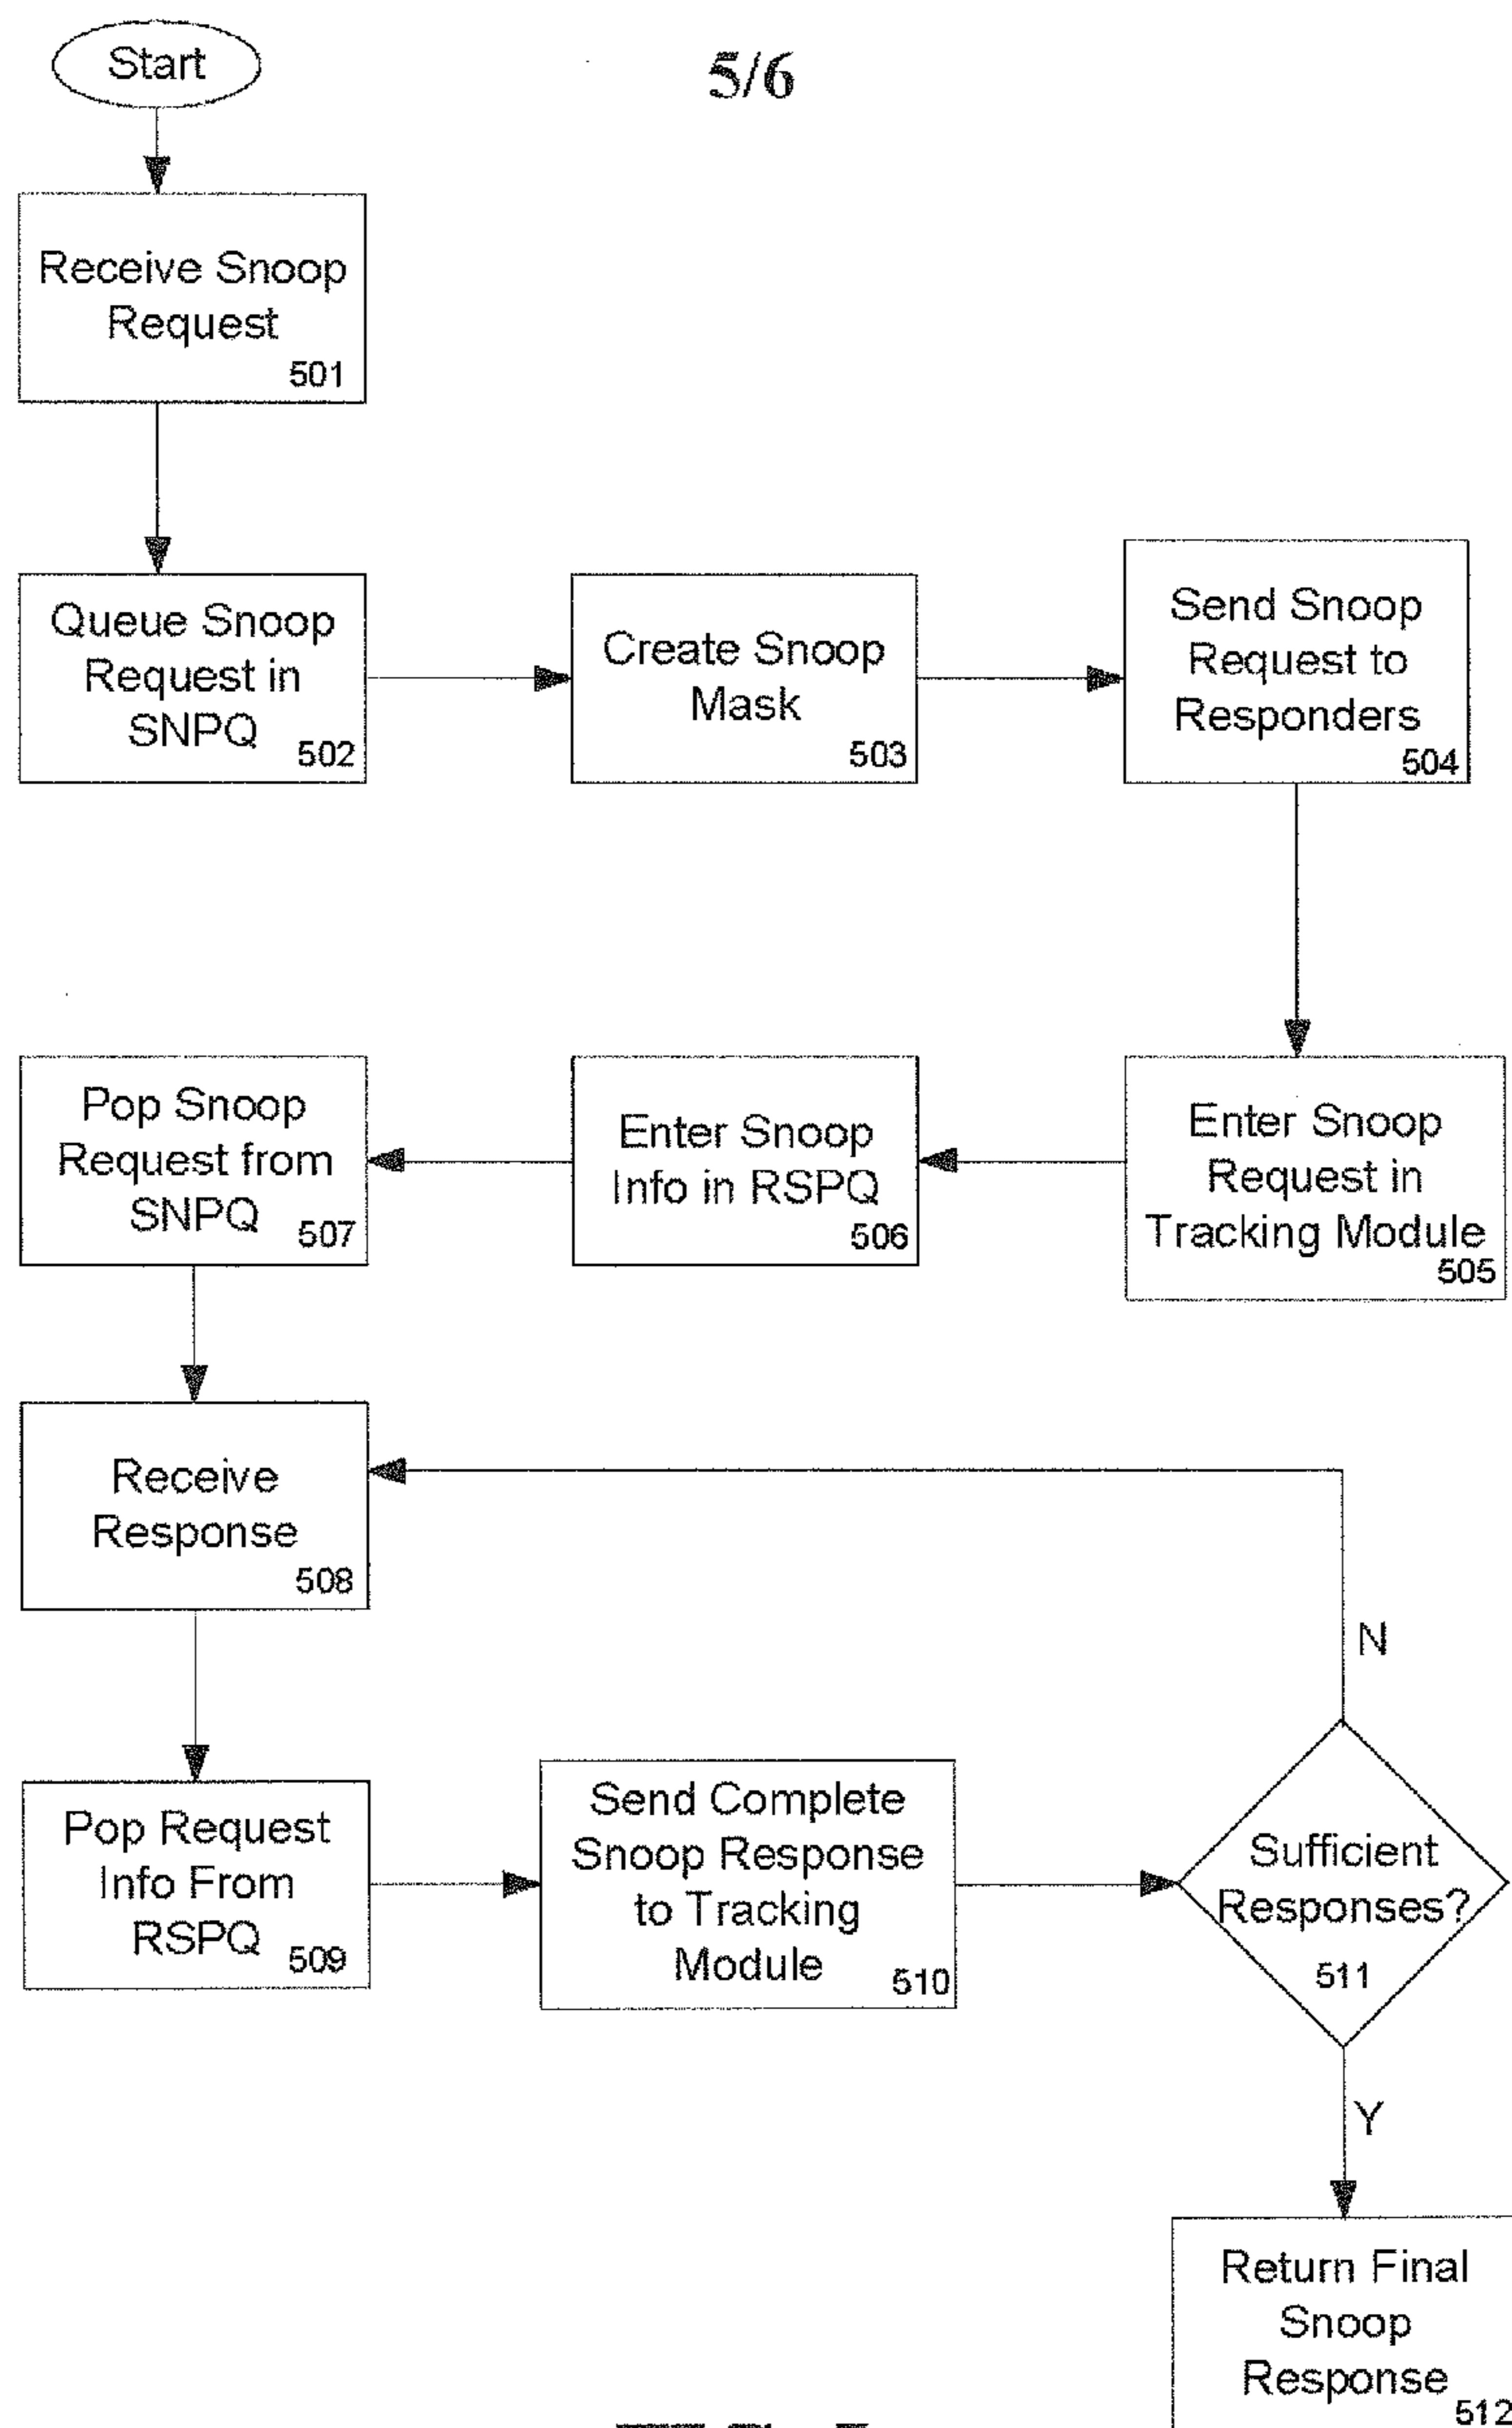 5/6
Start
Receive Snoop
Request
501
Queue Snoop
Request in
SNPQ
502
Create Snoop
Mask
503
Send Snoop
Request to
Responders
504
Enter Snoop
Request in
Tracking Module
505
Enter Snoop
Info in RSPQ
506
Pop Snoop
Request from
SNPQ
507
Receive
Response
508
Pop Request
Info From
RSPQ
509
Send Complete
Snoop Response
to Tracking
Module
510
Sufficient
Responses?
511
N
Y
Return Final
Snoop
Response
512